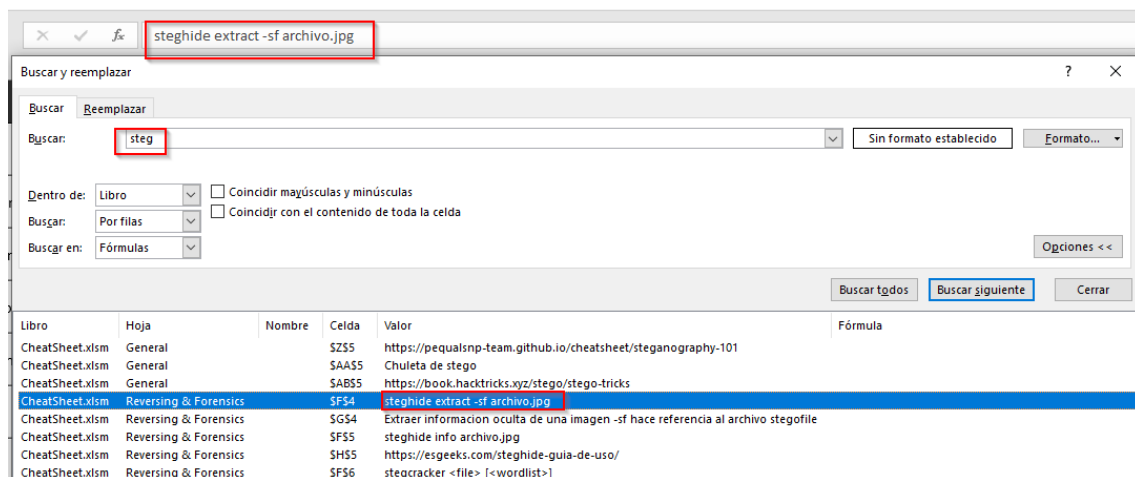 fx steghide extract -sf archivo.jpg
Buscar y reemplazar ?
Buscar Reemplazar
Buscar: steg Sin formato establecido Formato...
Dentro de: Libro Coincidir mayúsculas y minúsculas
Coincidir con el contenido de toda la celda
Buscar: Por filas
Buscar en: Fórmulas
Opciones <<
Buscar todos Buscar siguiente Cerrar
Libro Hoja Nombre Celda Valor Fórmula
CheatSheet.xlsm General $Z$5 https://pequalsnp-team.github.io/cheatsheet/steganography-101
CheatSheet.xlsm General $AA$5 Chuleta de stego
CheatSheet.xlsm General $AB$5 https://book.hacktricks.xyz/stego/stego-tricks
CheatSheet.xlsm Reversing & Forensics $F$4 steghide extract -sf archivo.jpg
CheatSheet.xlsm Reversing & Forensics $G$4 Extraer informacion oculta de una imagen -sf hace referencia al archivo stegofile
CheatSheet.xlsm Reversing & Forensics $F$5 steghide info archivo.jpg
CheatSheet.xlsm Reversing & Forensics $H$5 https://esgeeks.com/steghide-guia-de-uso/
CheatSheet.xlsm Reversing & Forensics $F$6 stegcracker <file> [<wordlist>]